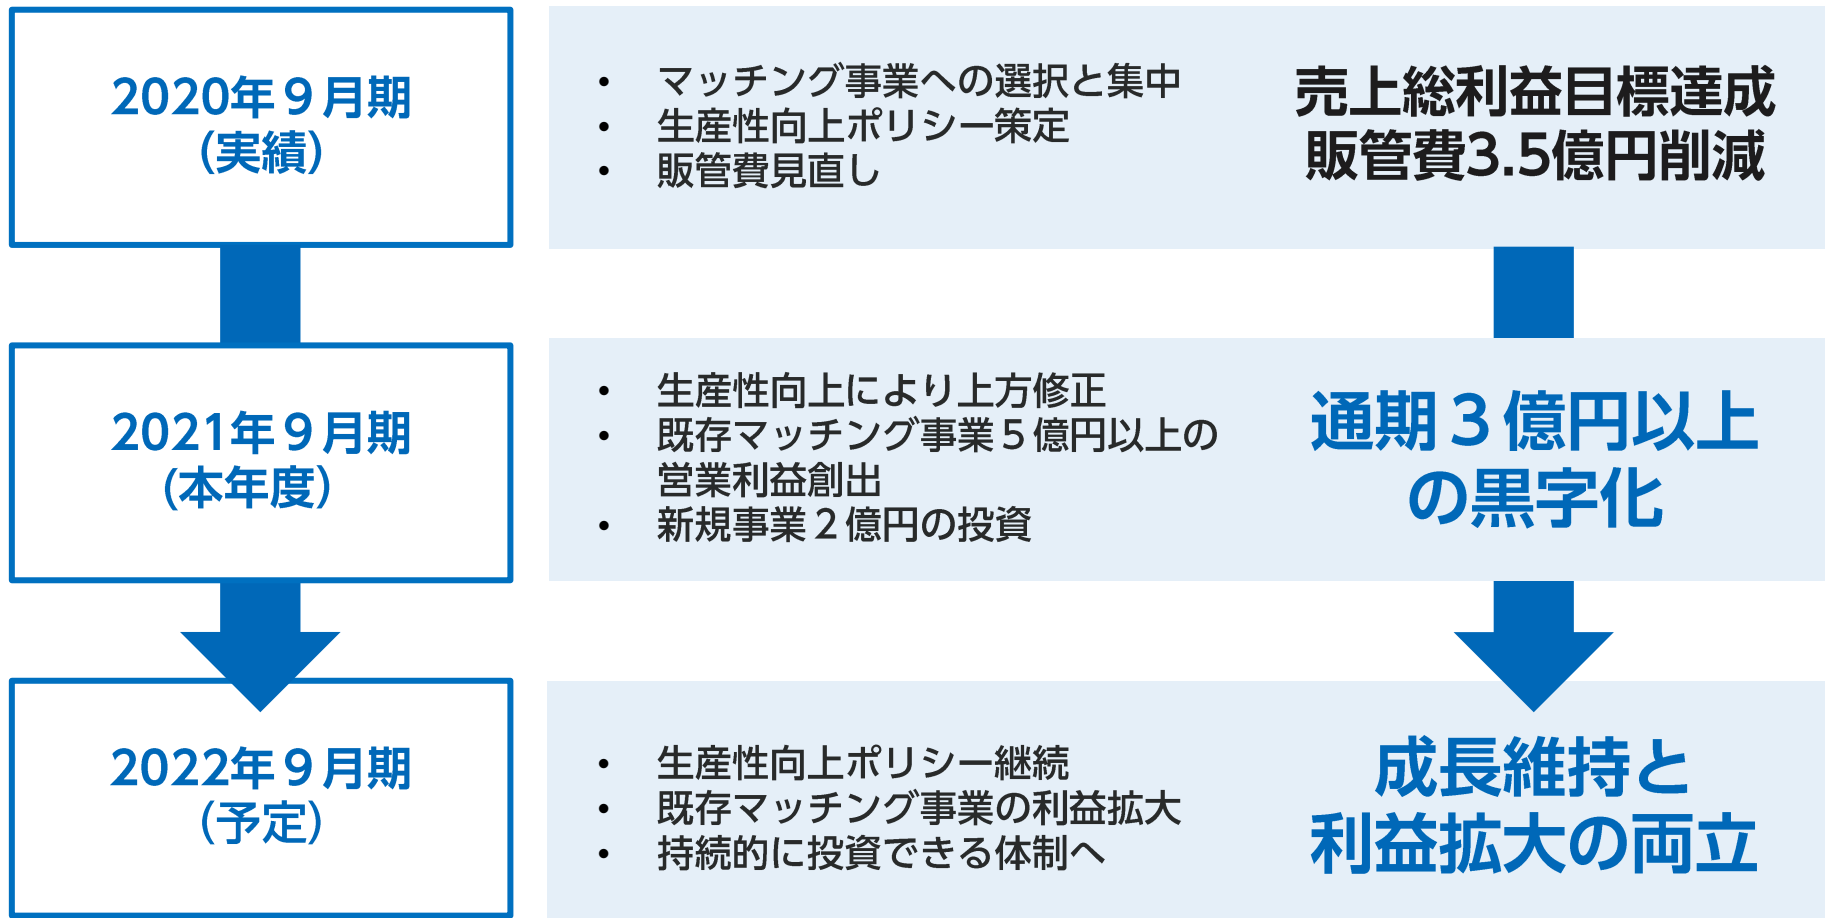 2020年９月期
（実績）
• マッチング事業への選択と集中
• 生産性向上ポリシー策定
• 販管費見直し
売上総利益目標達成
販管費3.5億円削減
2021年９月期
（本年度）
• 生産性向上により上方修正
• 既存マッチング事業５億円以上の
営業利益創出
• 新規事業２億円の投資
通期３億円以上
の黒字化
2022年９月期
（予定）
• 生産性向上ポリシー継続
• 既存マッチング事業の利益拡大
• 持続的に投資できる体制へ
成長維持と
利益拡大の両立